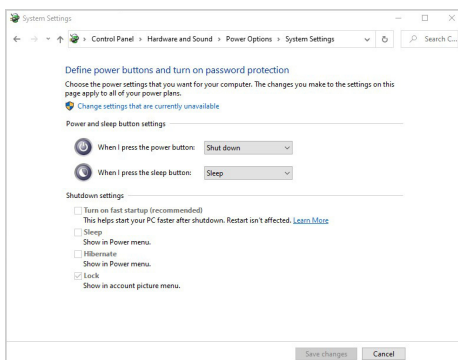 System Settings
Control Panel > Hardware and Sound > Power Options > System Settings
Search C...
Define power buttons and turn on password protection
Choose the power settings that you want for your computer. The changes you make to the settings on this
page apply to all of your power plans.
Change settings that are currently unavailable
Power and sleep button settings
When I press the power button: Shut down
When I press the sleep button: Sleep
Shutdown settings
Turn on fast startup (recommended)
This helps start your PC faster after shutdown. Restart isn't affected. Learn More
Sleep
Show in Power menu.
Hibernate
Show in Power menu.
Lock
Show in account picture menu.
Save changes Cancel